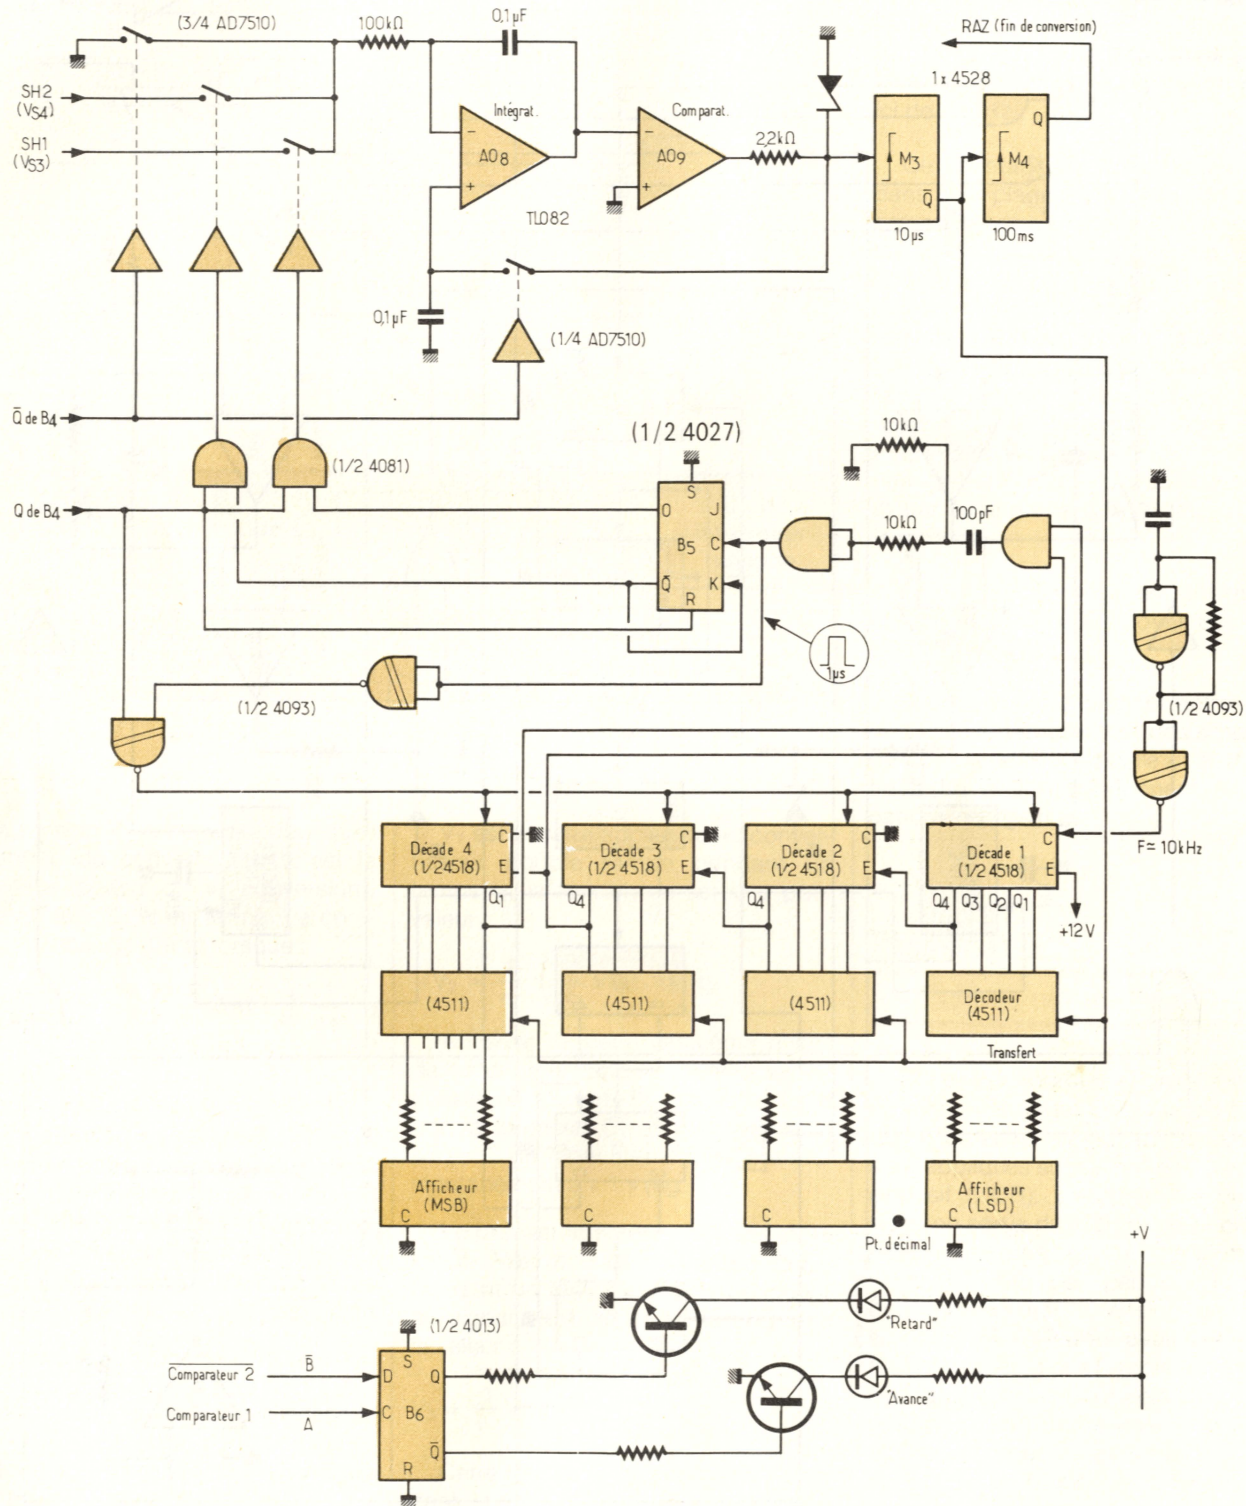 (3/4 AD7510)
100kΩ
0,1µF
RAZ (fin de conversion)
1 x 4528
SH2
(VS4)
SH1
(VS3)
Intégrat.
-
AO8
+
TL082
Comparat.
-
AO9
+
2,2kΩ
M3
Q̅
10µs
Q
M4
100ms
0,1µF
(1/4 AD7510)
Q̅ de B4
(1/2 4081)
Q de B4
(1/2 4027)
S
O
J
B5
C
Q̅
K
R
10kΩ
10kΩ
100pF
1µs
(1/2 4093)
(1/2 4093)
F≃ 10kHz
Décade 4
(1/2 4518)
C
E
Q1
Décade 3
(1/2 4518)
C
E
Q4
Décade 2
(1/2 4518)
C
E
Q4
Décade 1
(1/2 4518)
C
E
Q4
Q3
Q2
Q1
+12V
(4511)
(4511)
(4511)
Décodeur
(4511)
Transfert
Afficheur
(MSB)
C
C
C
Pt. décimal
Afficheur
(LSD)
C
+V
"Retard"
"Avance"
(1/2 4013)
C̅o̅m̅p̅a̅r̅a̅t̅e̅u̅r̅ ̅2̅
B̅
Comparateur 1
A
S
D
Q
C
B6
Q̅
R